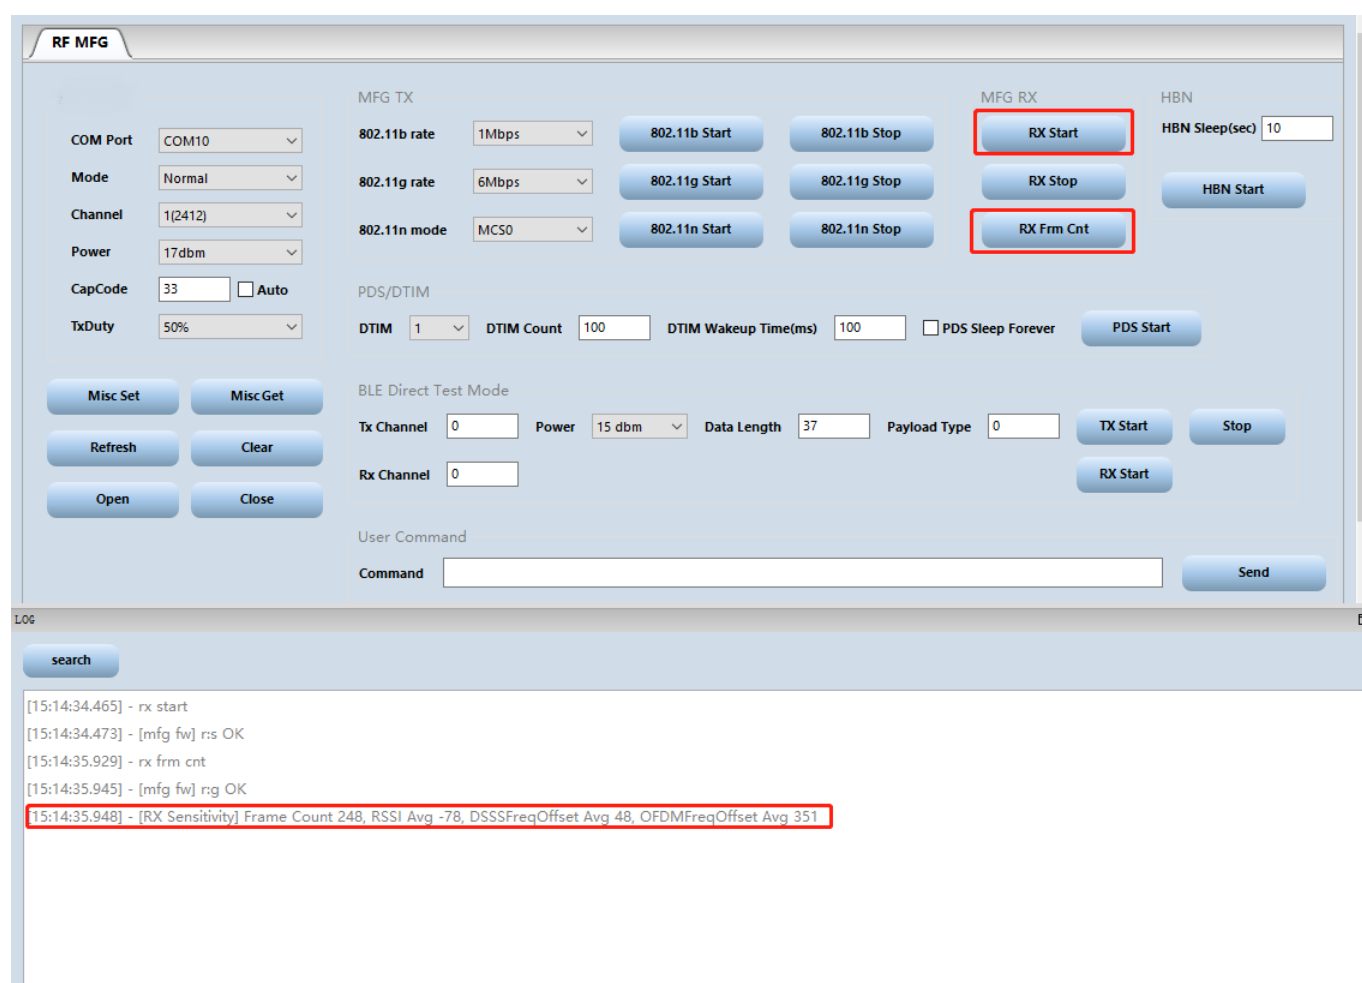 RF MFG
MFG TX
MFG RX
HBN
COM Port COM10
802.11b rate 1Mbps 802.11b Start 802.11b Stop RX Start
HBN Sleep(sec) 10
Mode Normal
802.11g rate 6Mbps 802.11g Start 802.11g Stop RX Stop
HBN Start
Channel 1(2412)
802.11n mode MCS0 802.11n Start 802.11n Stop RX Frm Cnt
Power 17dbm
CapCode 33 Auto
PDS/DTIM
TxDuty 50%
DTIM 1 DTIM Count 100 DTIM Wakeup Time(ms) 100 PDS Sleep Forever PDS Start
Misc Set Misc Get
BLE Direct Test Mode
Tx Channel 0 Power 15 dbm Data Length 37 Payload Type 0 TX Start Stop
Refresh Clear
Rx Channel 0 RX Start
Open Close
User Command
Command Send
LOG
search
[15:14:34.465] - rx start
[15:14:34.473] - [mfg fw] r:s OK
[15:14:35.929] - rx frm cnt
[15:14:35.945] - [mfg fw] r:g OK
[15:14:35.948] - [RX Sensitivity] Frame Count 248, RSSI Avg -78, DSSSFreqOffset Avg 48, OFDMFreqOffset Avg 351